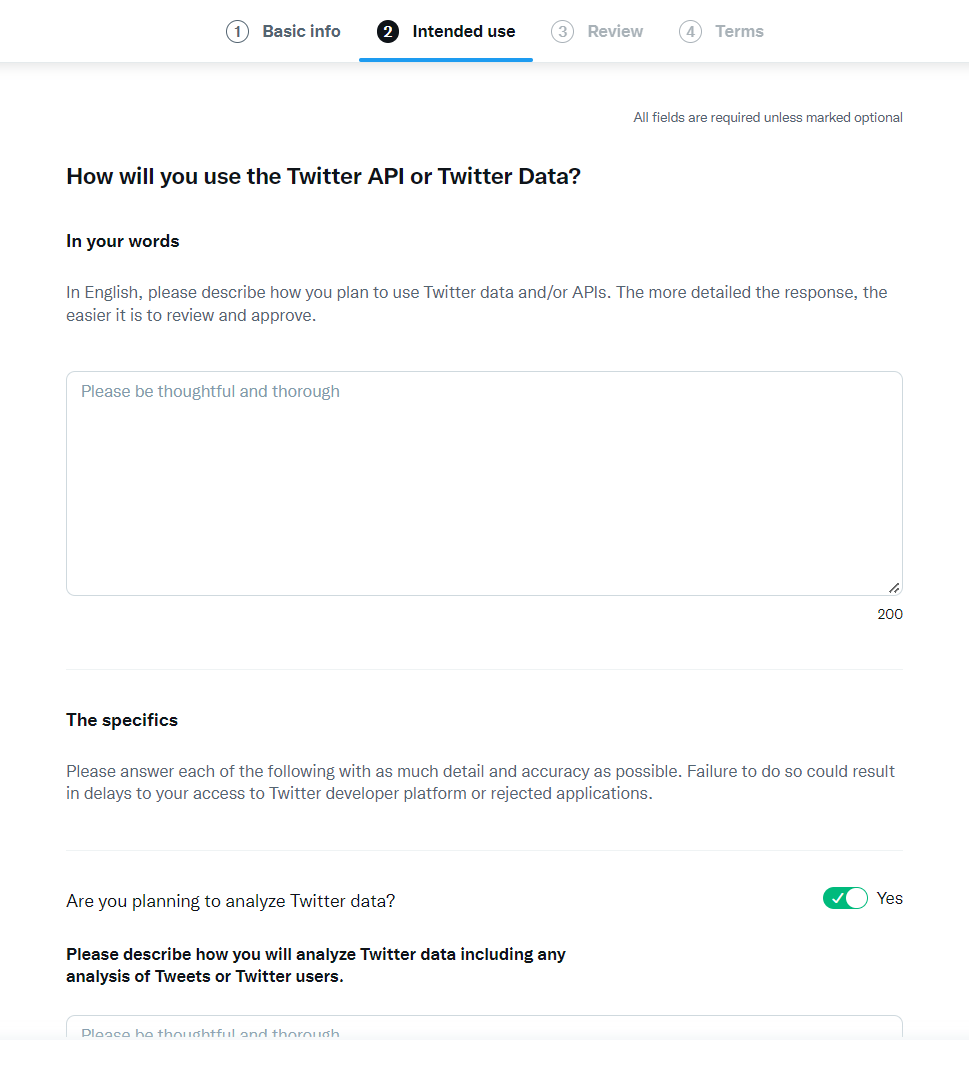 1 Basic info 2 Intended use 3 Review 4 Terms
All fields are required unless marked optional
How will you use the Twitter API or Twitter Data?
In your words
In English, please describe how you plan to use Twitter data and/or APIs. The more detailed the response, the
easier it is to review and approve.
Please be thoughtful and thorough
200
The specifics
Please answer each of the following with as much detail and accuracy as possible. Failure to do so could result
in delays to your access to Twitter developer platform or rejected applications.
Are you planning to analyze Twitter data? Yes
Please describe how you will analyze Twitter data including any
analysis of Tweets or Twitter users.
Please be thoughtful and thorough